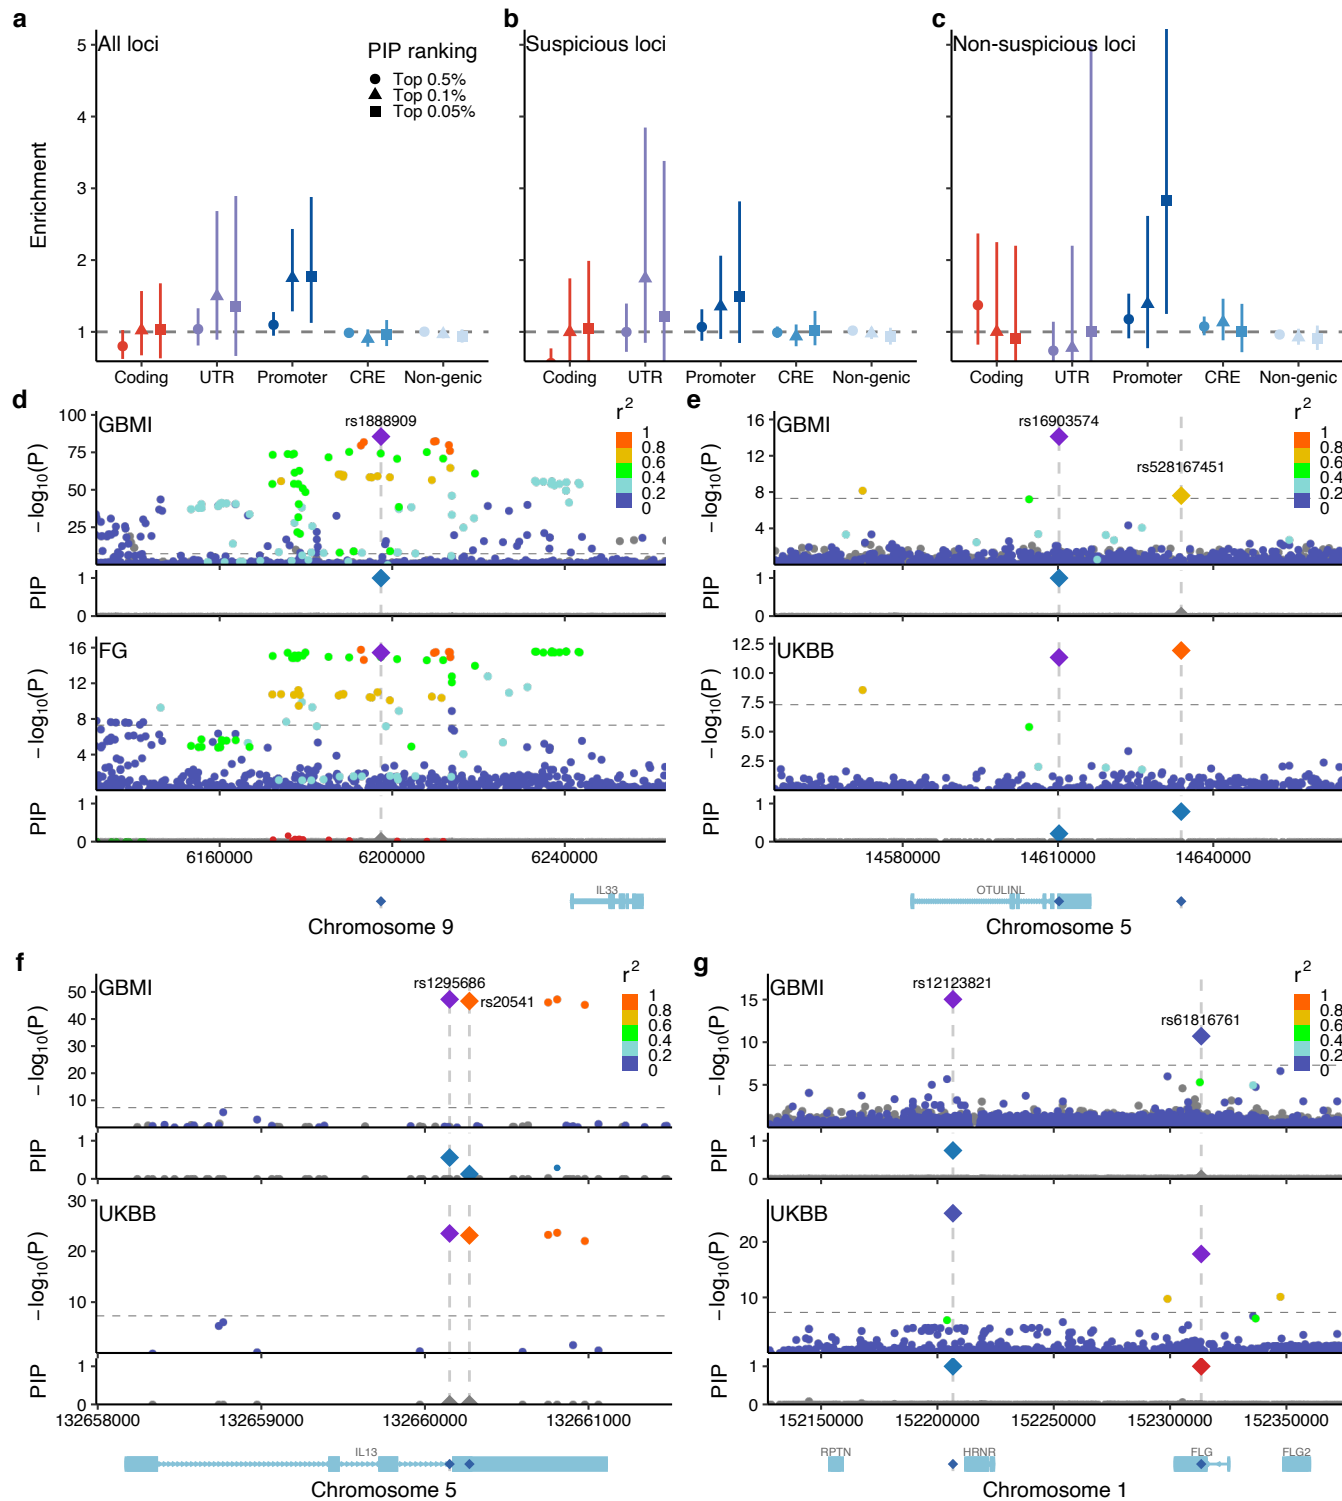 a
All loci
PIP ranking
Top 0.5%
Top 0.1%
Top 0.05%
Enrichment
5
4
3
2
1
Coding UTR Promoter CRE Non-genic
b
Suspicious loci
Coding UTR Promoter CRE Non-genic
c
Non-suspicious loci
Coding UTR Promoter CRE Non-genic
d
GBMI
rs1888909
r2
1
0.8
0.6
0.4
0.2
0
−log10(P)
100
75
50
25
PIP
1
0
FG
−log10(P)
16
12
8
4
PIP
1
0
6160000 6200000 6240000
IL33
Chromosome 9
e
GBMI
rs16903574
rs528167451
r2
1
0.8
0.6
0.4
0.2
0
−log10(P)
16
12
8
4
PIP
1
0
UKBB
−log10(P)
12.5
10.0
7.5
5.0
2.5
PIP
1
0
14580000 14610000 14640000
OTULINL
Chromosome 5
f
GBMI
rs1295686
rs20541
r2
1
0.8
0.6
0.4
0.2
0
−log10(P)
50
40
30
20
10
PIP
1
0
UKBB
−log10(P)
30
20
10
PIP
1
0
132658000 132659000 132660000 132661000
IL13
Chromosome 5
g
GBMI
rs12123821
rs61816761
r2
1
0.8
0.6
0.4
0.2
0
−log10(P)
15
10
5
PIP
1
0
UKBB
−log10(P)
20
10
PIP
1
0
152150000 152200000 152250000 152300000 152350000
RPTN HRNR FLG FLG2
Chromosome 1